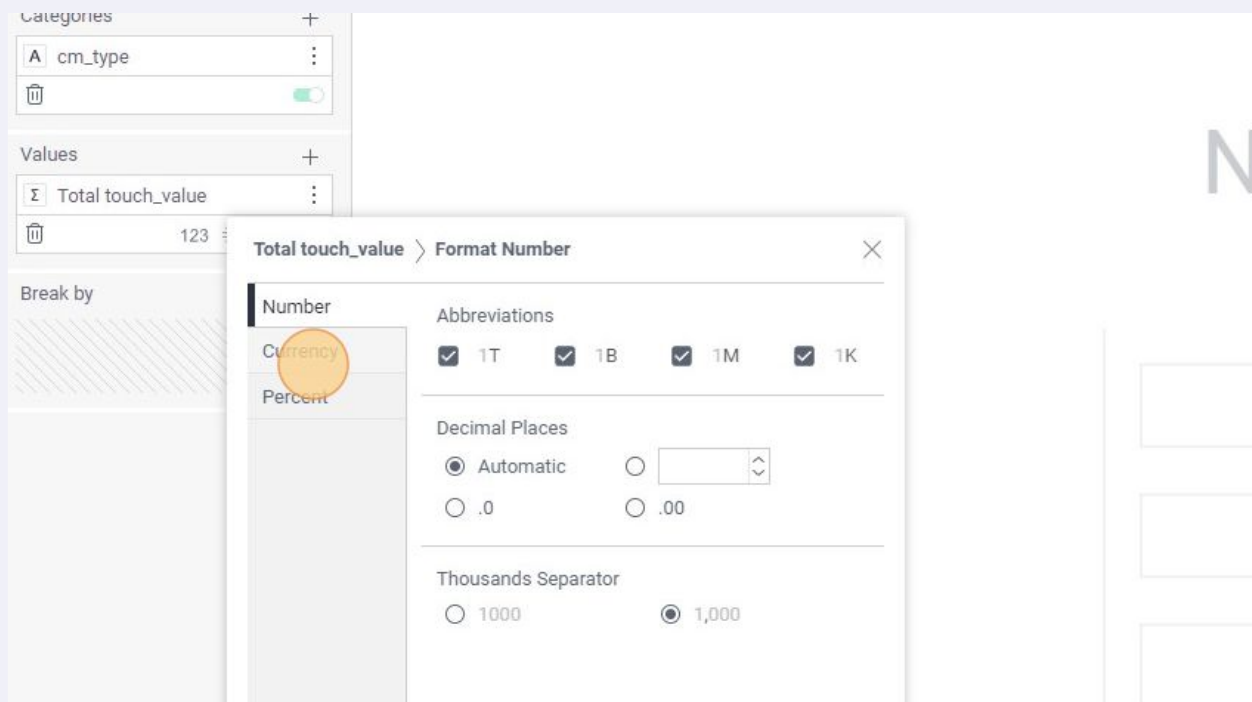 Categories
A cm_type
Values
Σ Total touch_value
123
Break by
Total touch_value Format Number
Number
Currency
Percent
Abbreviations
1T 1B 1M 1K
Decimal Places
Automatic
.0 .00
Thousands Separator
1000 1,000
N